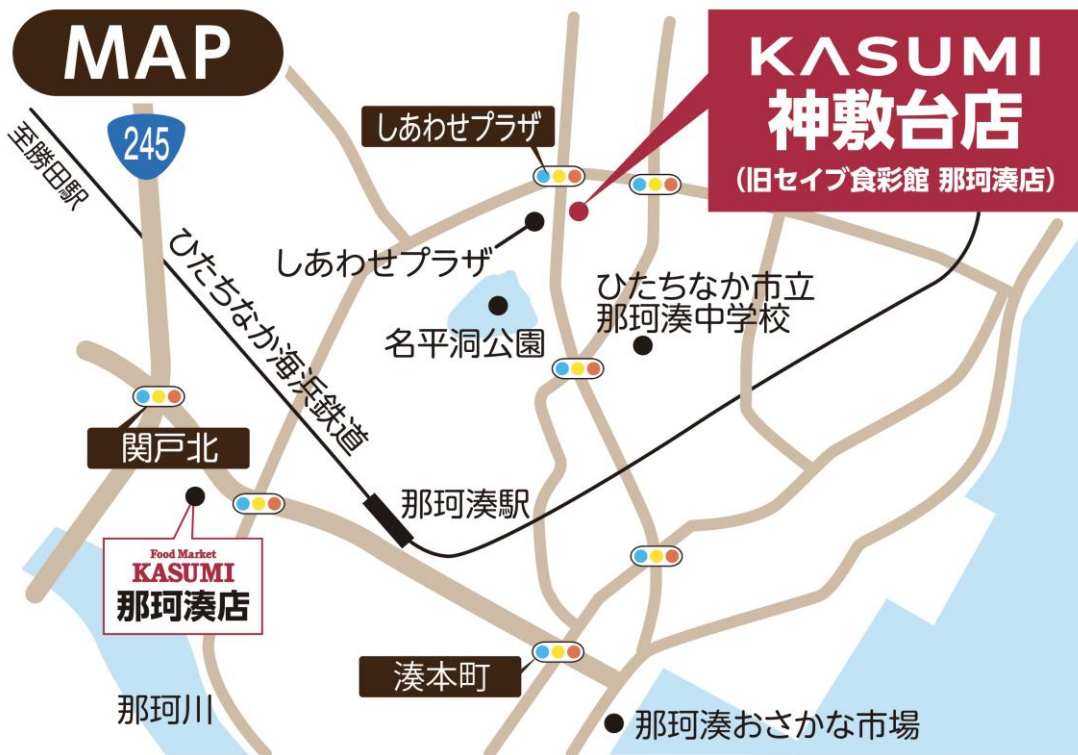 MAP
KASUMI
神敷台店
(旧セイブ食彩館 那珂湊店)
245
しあわせプラザ
至勝田駅
しあわせプラザ
ひたちなか海浜鉄道
ひたちなか市立
那珂湊中学校
名平洞公園
関戸北
那珂湊駅
Food Market
KASUMI
那珂湊店
湊本町
那珂川
那珂湊おさかな市場